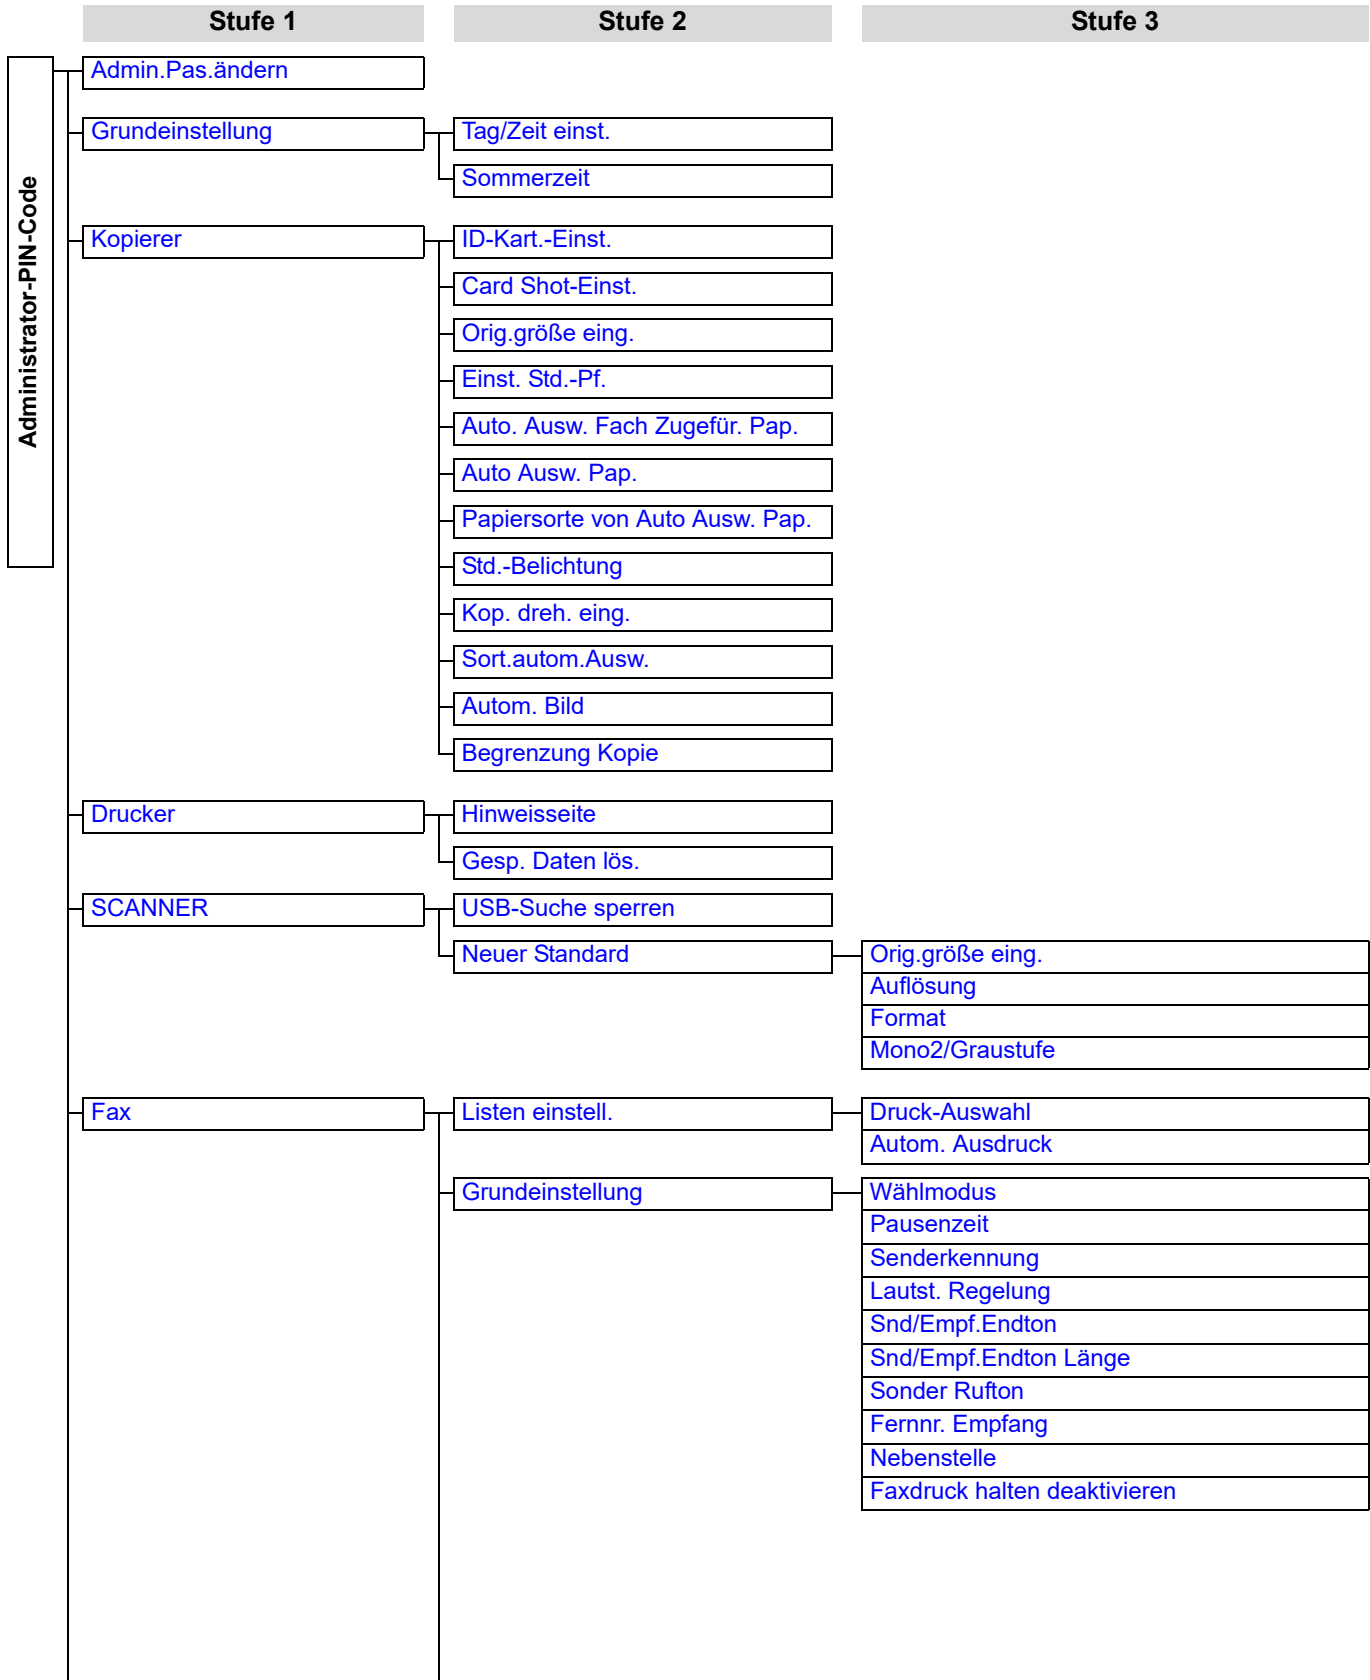 Stufe 1
Stufe 2
Stufe 3
Administrator-PIN-Code
Admin.Pas.ändern
Grundeinstellung
Tag/Zeit einst.
Sommerzeit
Kopierer
ID-Kart.-Einst.
Card Shot-Einst.
Orig.größe eing.
Einst. Std.-Pf.
Auto. Ausw. Fach Zugefür. Pap.
Auto Ausw. Pap.
Papiersorte von Auto Ausw. Pap.
Std.-Belichtung
Kop. dreh. eing.
Sort.autom.Ausw.
Autom. Bild
Begrenzung Kopie
Drucker
Hinweisseite
Gesp. Daten lös.
SCANNER
USB-Suche sperren
Neuer Standard
Orig.größe eing.
Auflösung
Format
Mono2/Graustufe
Fax
Listen einstell.
Druck-Auswahl
Autom. Ausdruck
Grundeinstellung
Wählmodus
Pausenzeit
Senderkennung
Lautst. Regelung
Snd/Empf.Endton
Snd/Empf.Endton Länge
Sonder Rufton
Fernnr. Empfang
Nebenstelle
Faxdruck halten deaktivieren